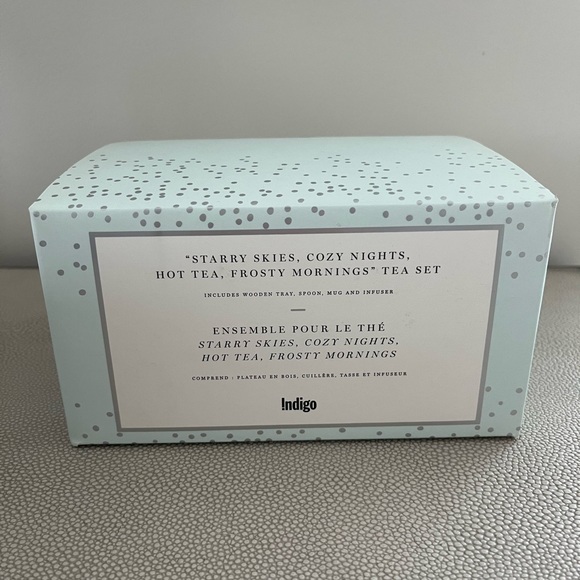 “STARRY SKIES, COZY NIGHTS,
HOT TEA, FROSTY MORNINGS” TEA SET
INCLUDES WOODEN TRAY, SPOON, MUG AND INFUSER
ENSEMBLE POUR LE THÉ
STARRY SKIES, COZY NIGHTS,
HOT TEA, FROSTY MORNINGS
COMPREND : PLATEAU EN BOIS, CUILLÈRE, TASSE ET INFUSEUR
!ndigo